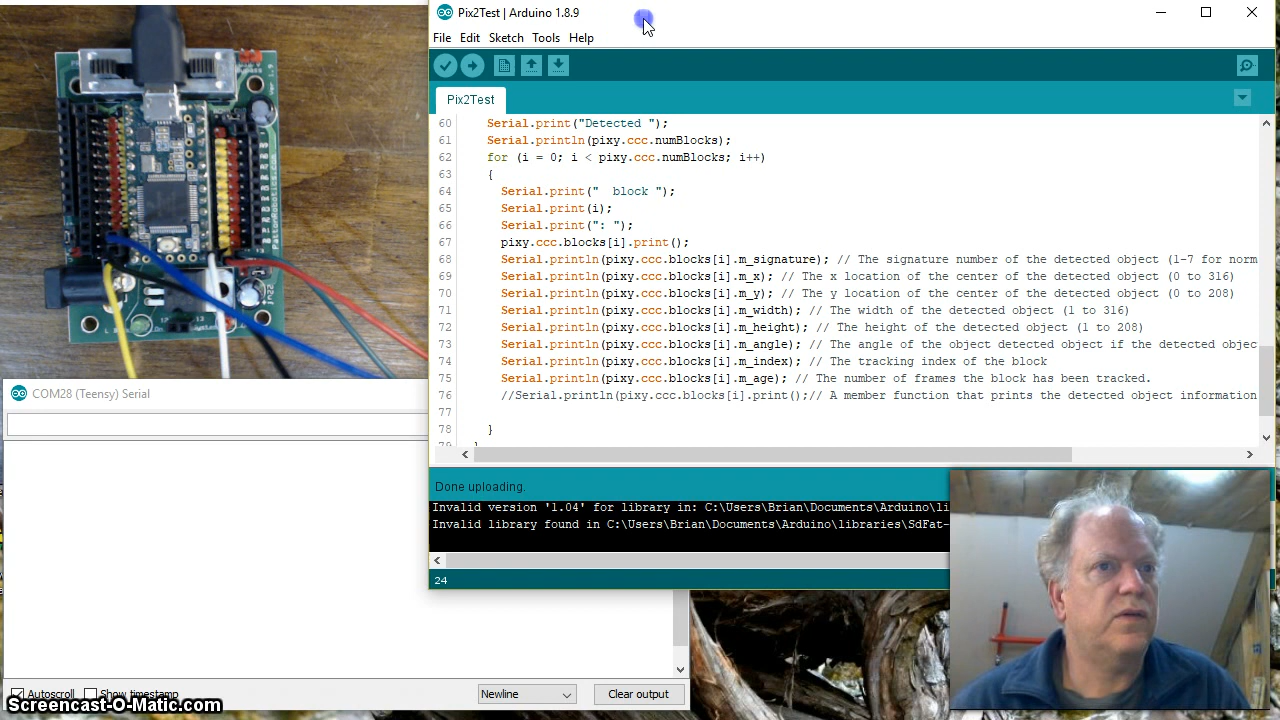 Pix2Test | Arduino 1.8.9
File Edit Sketch Tools Help
Pix2Test
60 Serial.print("Detected ");
61 Serial.println(pixy.ccc.numBlocks);
62 for (i = 0; i < pixy.ccc.numBlocks; i++)
63 {
64 Serial.print("  block ");
65 Serial.print(i);
66 Serial.print(": ");
67 pixy.ccc.blocks[i].print();
68 Serial.println(pixy.ccc.blocks[i].m_signature); // The signature number of the detected object (1-7 for norm
69 Serial.println(pixy.ccc.blocks[i].m_x); // The x location of the center of the detected object (0 to 316)
70 Serial.println(pixy.ccc.blocks[i].m_y); // The y location of the center of the detected object (0 to 208)
71 Serial.println(pixy.ccc.blocks[i].m_width); // The width of the detected object (1 to 316)
72 Serial.println(pixy.ccc.blocks[i].m_height); // The height of the detected object (1 to 208)
73 Serial.println(pixy.ccc.blocks[i].m_angle); // The angle of the object detected object if the detected objec
74 Serial.println(pixy.ccc.blocks[i].m_index); // The tracking index of the block
75 Serial.println(pixy.ccc.blocks[i].m_age); // The number of frames the block has been tracked.
76 //Serial.println(pixy.ccc.blocks[i].print();// A member function that prints the detected object information
77
78 }
79 }
Done uploading.
Invalid version '1.04' for library in: C:\Users\Brian\Documents\Arduino\li
Invalid library found in C:\Users\Brian\Documents\Arduino\libraries\SdFat-
24
PattonRobotics.com
COM28 (Teensy) Serial
Autoscroll Show timestamp
Newline
Clear output
Screencast-O-Matic.com